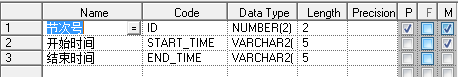 Name Code Data Type Length Precision P F M
1 节次号 = ID NUMBER(2) 2
2 开始时间 START_TIME VARCHAR2( 5
3 结束时间 END_TIME VARCHAR2( 5